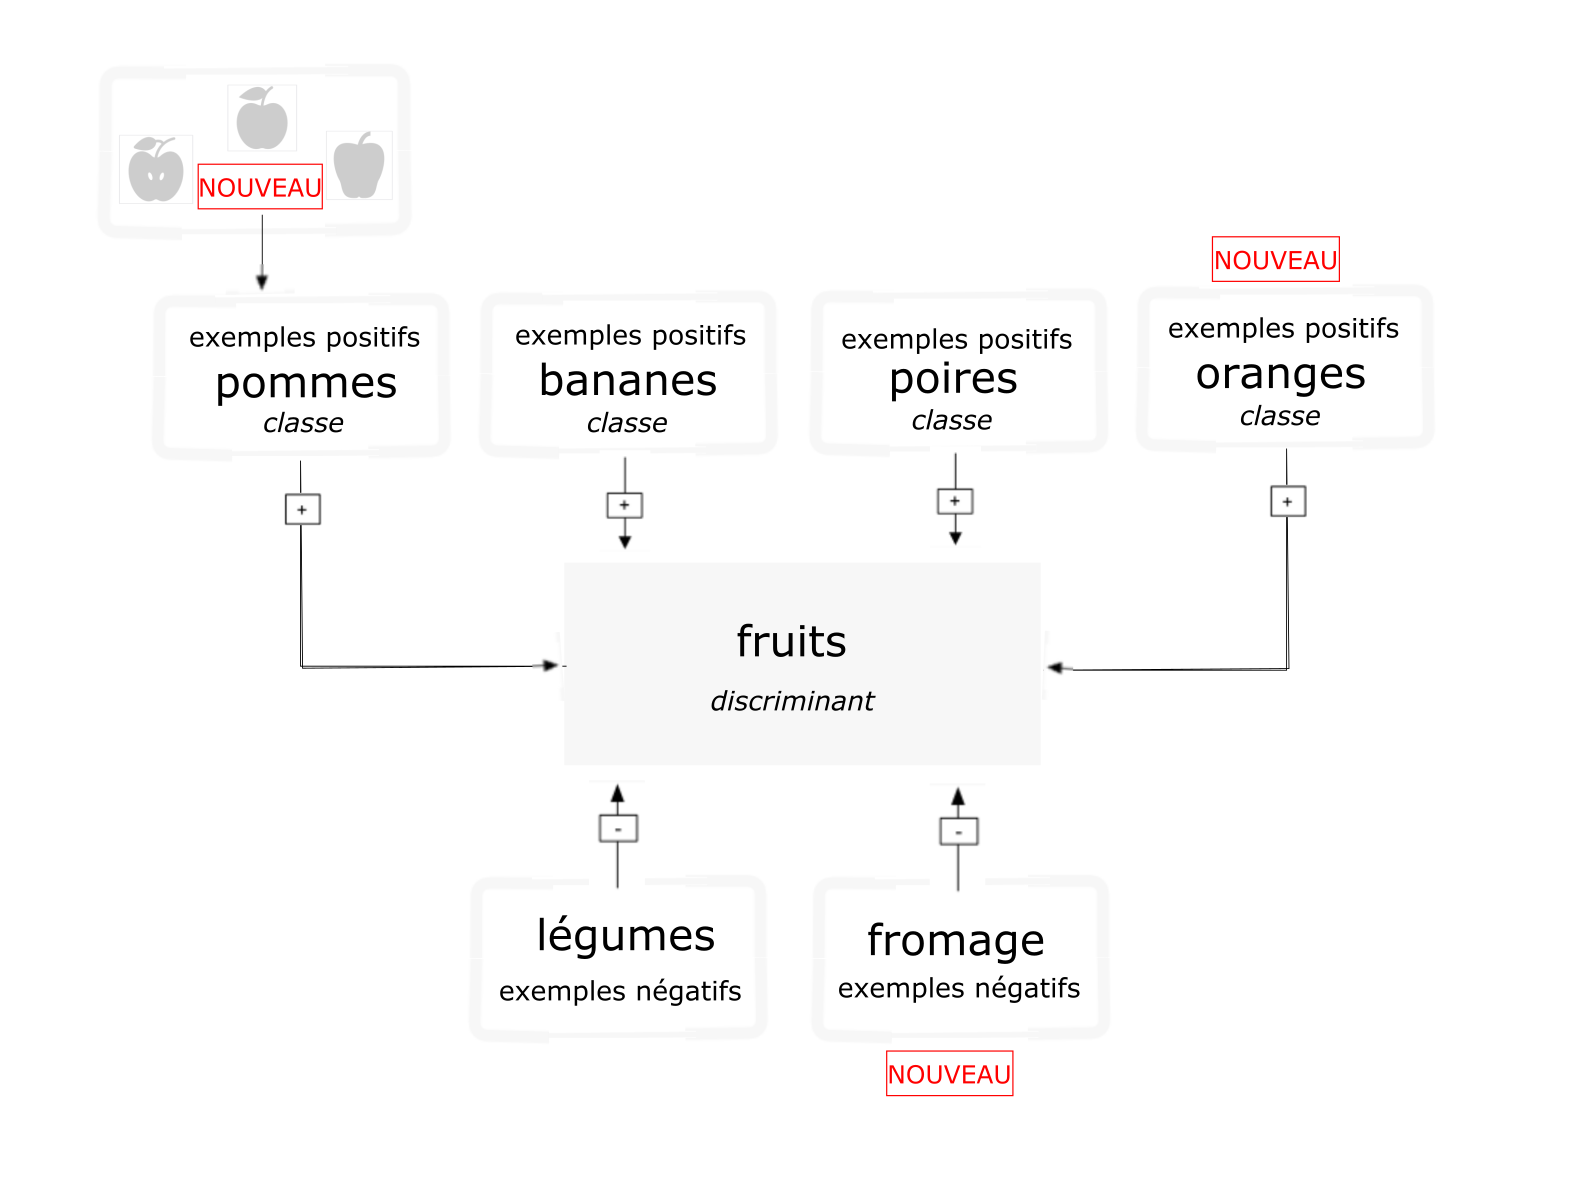 NOUVEAU
NOUVEAU
exemples positifs
pommes
classe
exemples positifs
bananes
classe
exemples positifs
poires
classe
exemples positifs
oranges
classe
+
+
+
+
fruits
discriminant
-
-
légumes
exemples négatifs
fromage
exemples négatifs
NOUVEAU